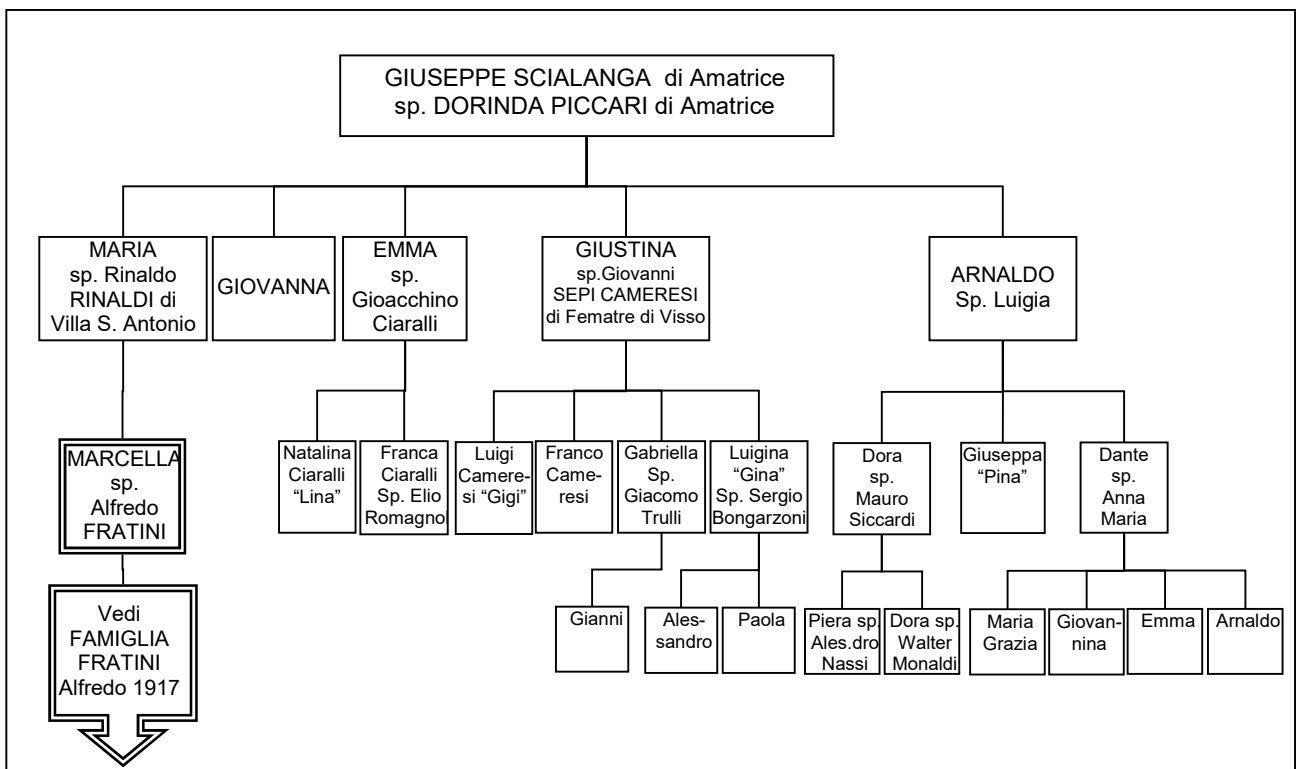 GIUSEPPE SCIALANGA di Amatrice
sp. DORINDA PICCARI di Amatrice
MARIA
sp. Rinaldo
RINALDI di
Villa S. Antonio
GIOVANNA
EMMA
sp.
Gioacchino
Ciaralli
GIUSTINA
sp.Giovanni
SEPI CAMERESI
di Fematre di Visso
ARNALDO
Sp. Luigia
MARCELLA
sp.
Alfredo
FRATINI
Natalina
Ciaralli
“Lina”
Franca
Ciaralli
Sp. Elio
Romagnol
Luigi
Camere-
si “Gigi”
Franco
Came-
resi
Gabriella
Sp.
Giacomo
Trulli
Luigina
“Gina”
Sp. Sergio
Bongarzoni
Dora
sp.
Mauro
Siccardi
Giuseppa
“Pina”
Dante
sp.
Anna
Maria
Vedi
FAMIGLIA
FRATINI
Alfredo 1917
Gianni
Ales-
sandro
Paola
Piera sp.
Ales.dro
Nassi
Dora sp.
Walter
Monaldi
Maria
Grazia
Giovan-
nina
Emma
Arnaldo